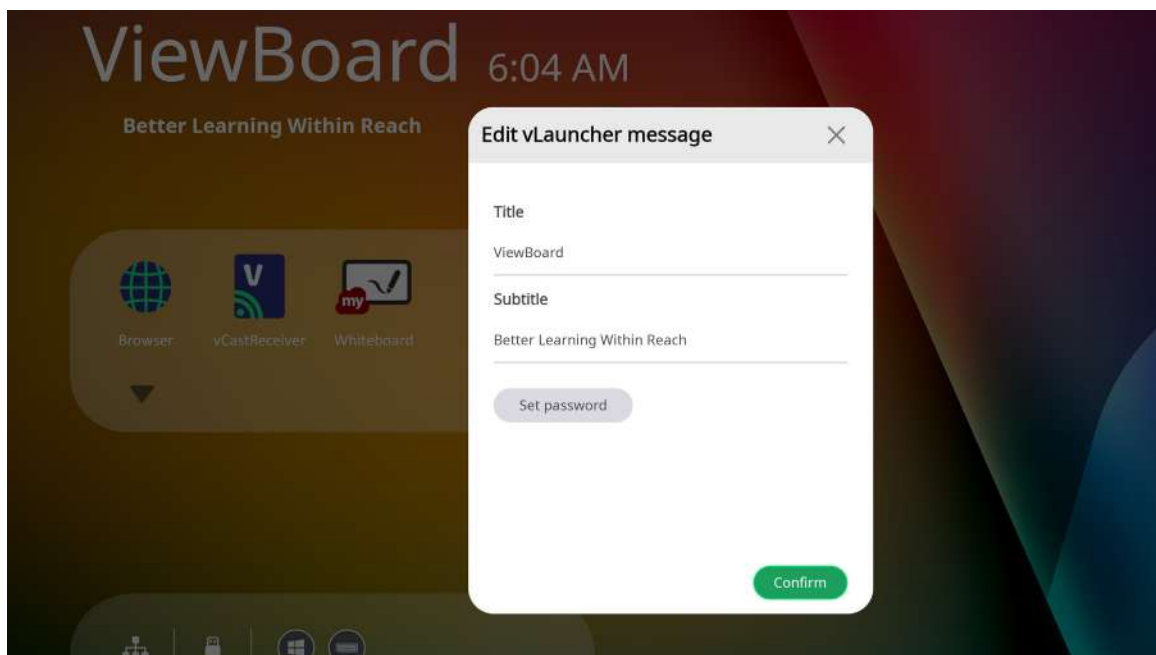 ViewBoard 6:04 AM
Better Learning Within Reach
Edit vLauncher message
Title
ViewBoard
Browser
V
vCastReceiver
my
Whiteboard
Subtitle
Better Learning Within Reach
Set password
Confirm